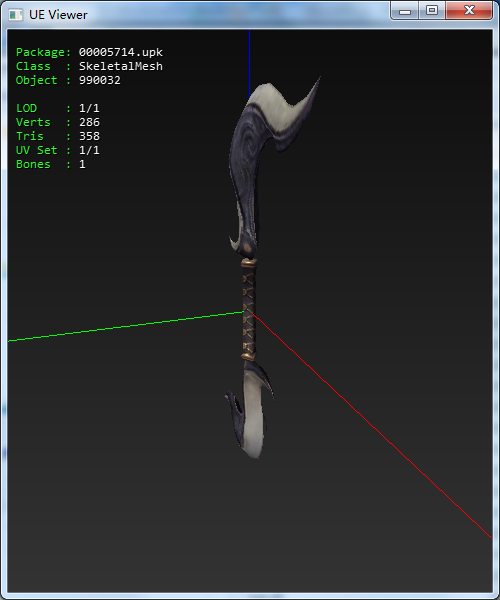 UE Viewer
Package: 00005714.upk
Class : SkeletalMesh
Object : 990032
LOD : 1/1
Verts : 286
Tris : 358
UV Set : 1/1
Bones : 1